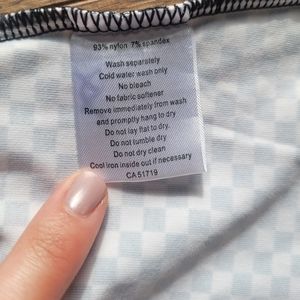 93% nylon 7% spandex
Wash separately
Cold water wash only
No bleach
No fabric softener
Remove immediately from wash
and promptly hang to dry
Do not lay flat to dry.
Do not tumble dry
Do not dry clean
Cool iron inside out if necessary
CA 51719